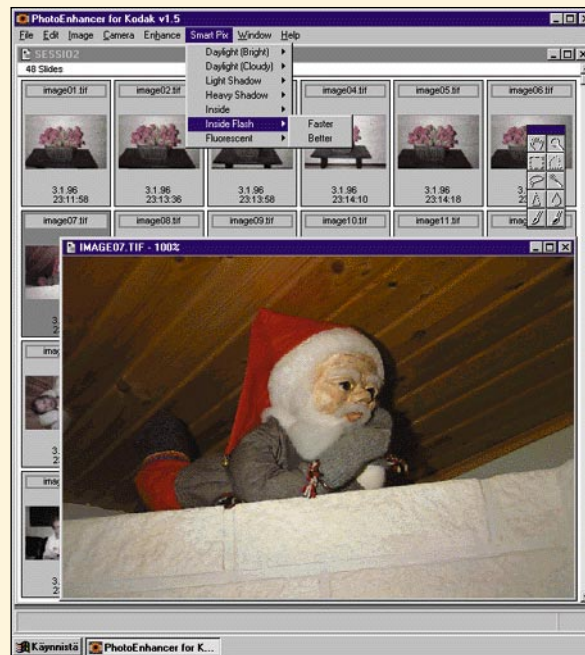 PhotoEnhancer for Kodak v1.5
File Edit Image Camera Enhance Smart Pix Window Help
SESSIO2
48 Slides
Daylight (Bright)
Daylight (Cloudy)
Light Shadow
Heavy Shadow
Inside
Inside Flash
Fluorescent
Faster
Better
image01.tif
image02.tif
image04.tif
image05.tif
image06.tif
3.1.96
23:11:58
3.1.96
23:13:36
3.1.96
23:13:58
3.1.96
23:14:10
3.1.96
23:14:18
3.1.96
image07.tif
image08.tif
image09.tif
image10.tif
image11.tif
IMAGE07.TIF - 100%
Käynnistä
PhotoEnhancer for K...